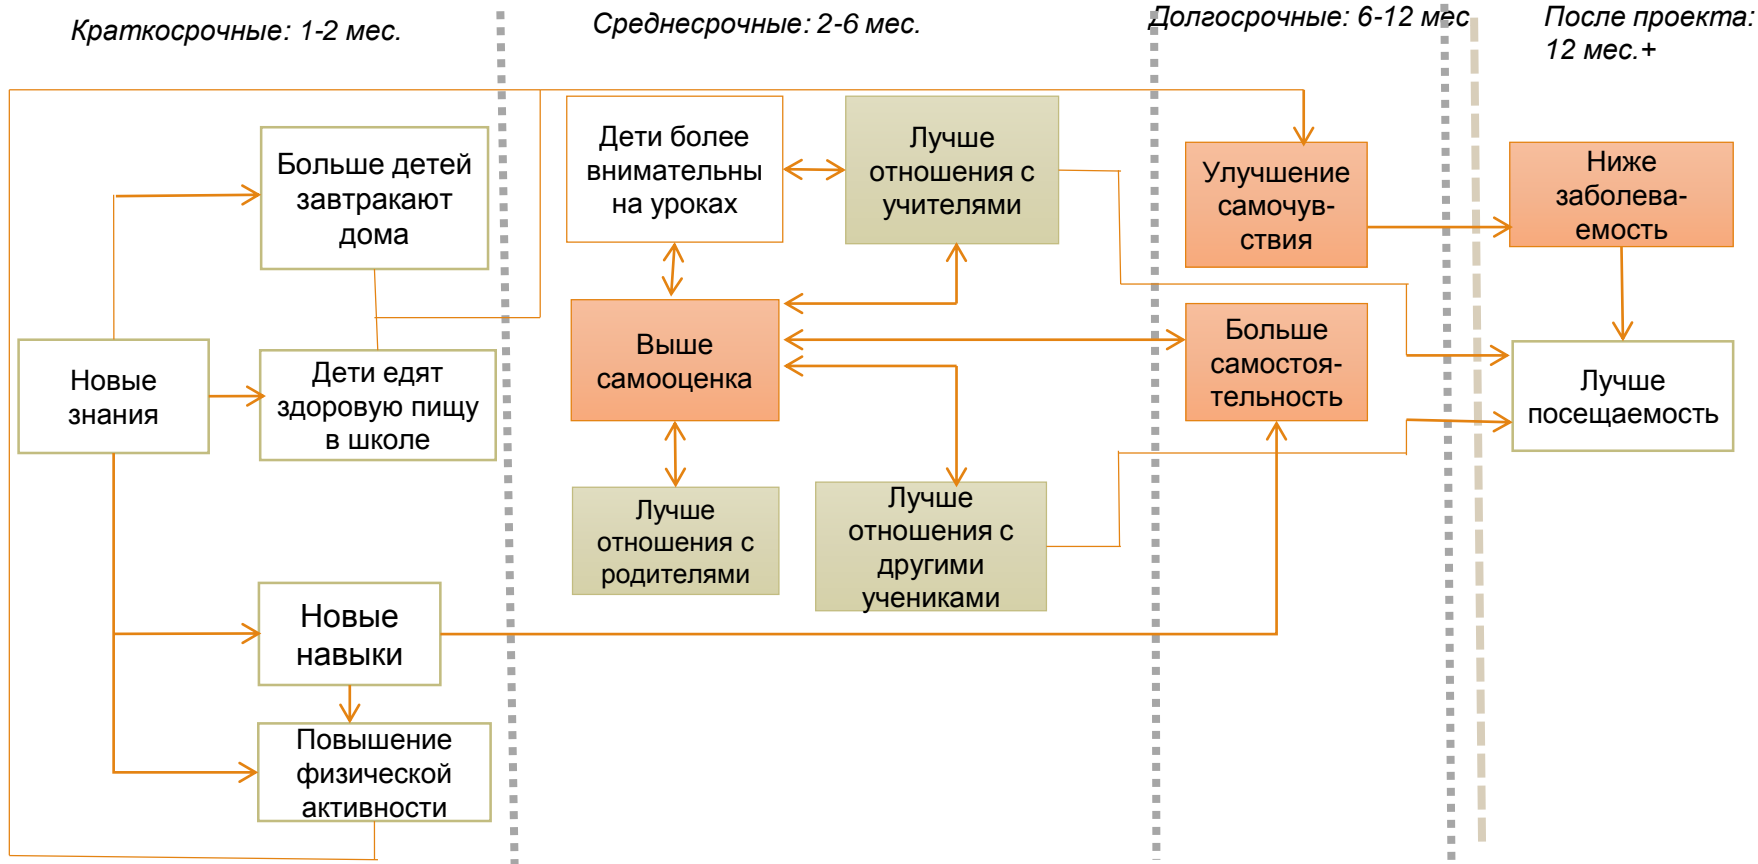 Краткосрочные: 1-2 мес.
Среднесрочные: 2-6 мес.
Долгосрочные: 6-12 мес
После проекта:
12 мес.+
Больше детей
завтракают
дома
Дети более
внимательны
на уроках
Лучше
отношения с
учителями
Улучшение
самочув-
ствия
Ниже
заболева-
емость
Новые
знания
Дети едят
здоровую пищу
в школе
Выше
самооценка
Больше
самостоя-
тельность
Лучше
посещаемость
Лучше
отношения с
родителями
Лучше
отношения с
другими
учениками
Новые
навыки
Повышение
физической
активности